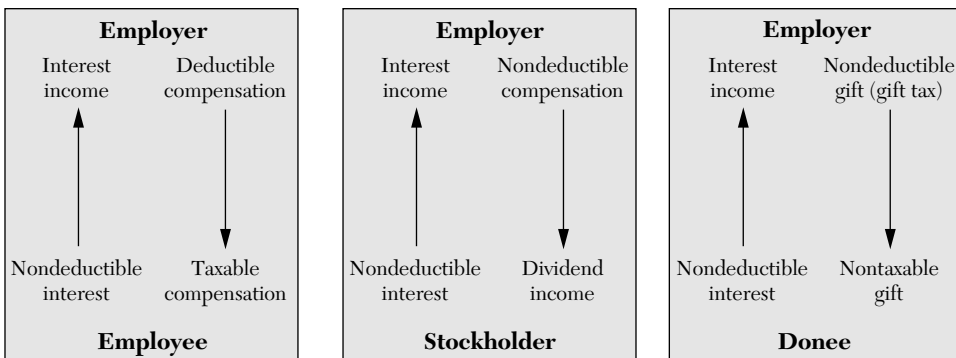 Employer
Interest income
Deductible compensation
Nondeductible interest
Taxable compensation
Employee
Employer
Interest income
Nondeductible compensation
Nondeductible interest
Dividend income
Stockholder
Employer
Interest income
Nondeductible gift (gift tax)
Nondeductible interest
Nontaxable gift
Donee